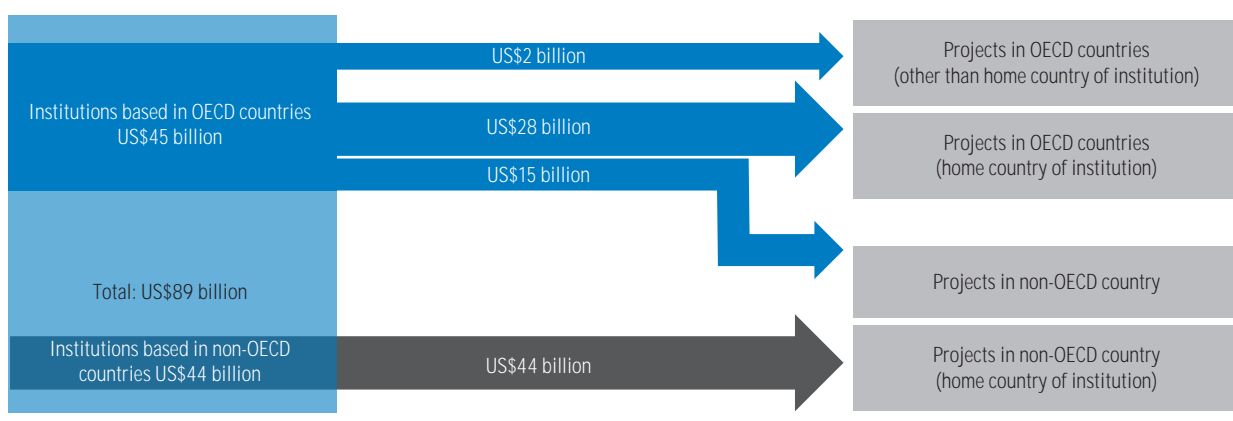 Institutions based in OECD countries
US$45 billion
Total: US$89 billion
Institutions based in non-OECD
countries US$44 billion
US$2 billion
US$28 billion
US$15 billion
US$44 billion
Projects in OECD countries
(other than home country of institution)
Projects in OECD countries
(home country of institution)
Projects in non-OECD country
Projects in non-OECD country
(home country of institution)